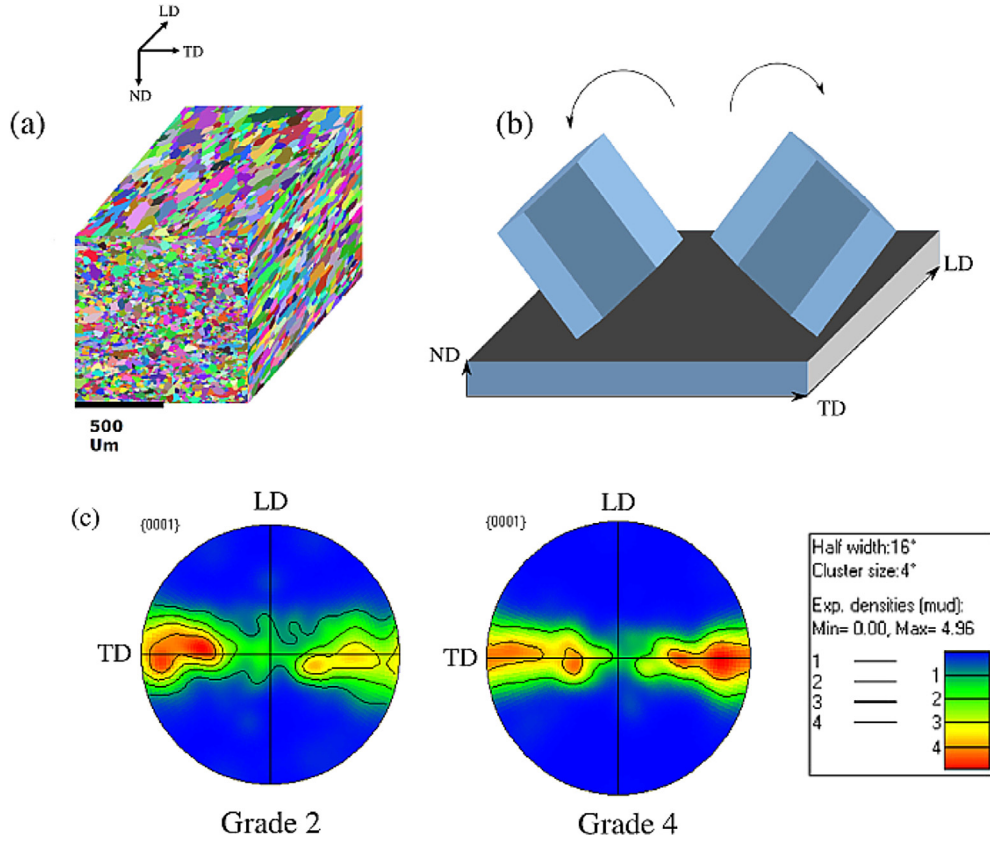 LD
TD
ND
(a)
500
Um
(b)
ND
TD
LD
(c)
{0001}
LD
TD
Grade 2
{0001}
LD
TD
Grade 4
Half width:16°
Cluster size:4°
Exp. densities (mud):
Min= 0.00, Max= 4.96
1
2
3
4
1
2
3
4